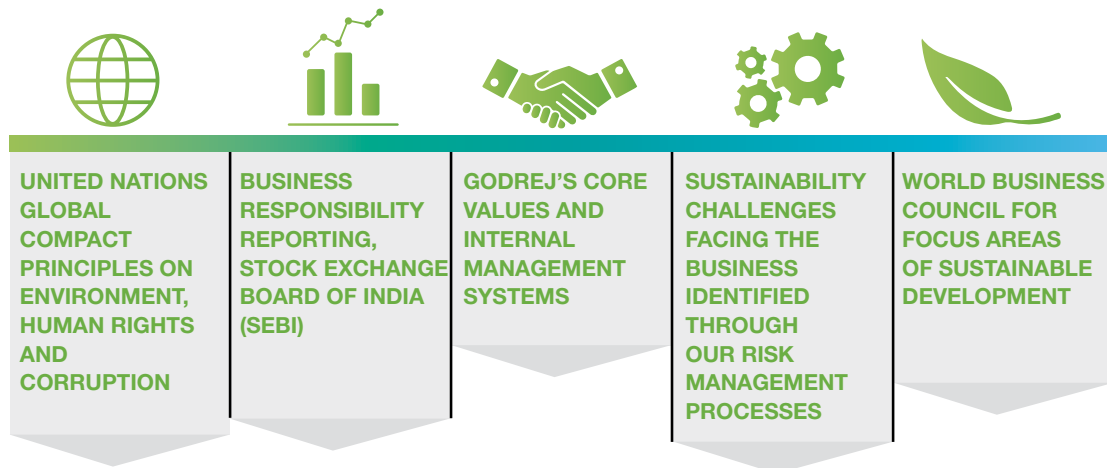 UNITED NATIONS
GLOBAL
COMPACT
PRINCIPLES ON
ENVIRONMENT,
HUMAN RIGHTS
AND
CORRUPTION
BUSINESS
RESPONSIBILITY
REPORTING,
STOCK EXCHANGE
BOARD OF INDIA
(SEBI)
GODREJ'S CORE
VALUES AND
INTERNAL
MANAGEMENT
SYSTEMS
SUSTAINABILITY
CHALLENGES
FACING THE
BUSINESS
IDENTIFIED
THROUGH
OUR RISK
MANAGEMENT
PROCESSES
WORLD BUSINESS
COUNCIL FOR
FOCUS AREAS
OF SUSTAINABLE
DEVELOPMENT